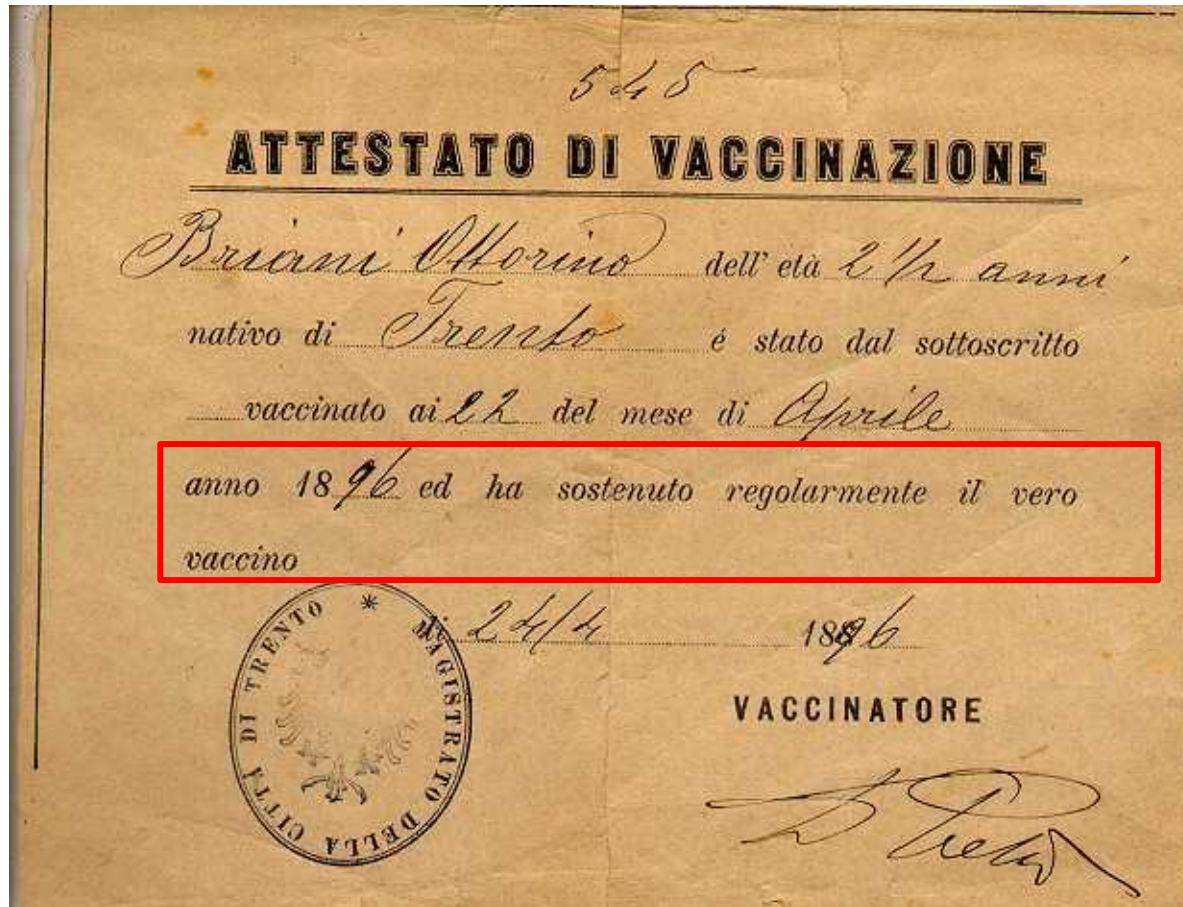 545
ATTESTATO DI VACCINAZIONE
Briani Ottorino dell' età 2 1/2 anni
nativo di Trento è stato dal sottoscritto
vaccinato ai 22 del mese di Aprile
anno 1896 ed ha sostenuto regolarmente il vero
vaccino
24/4 1896
MAGISTRATO DELLA CITTÀ DI TRENTO *
VACCINATORE